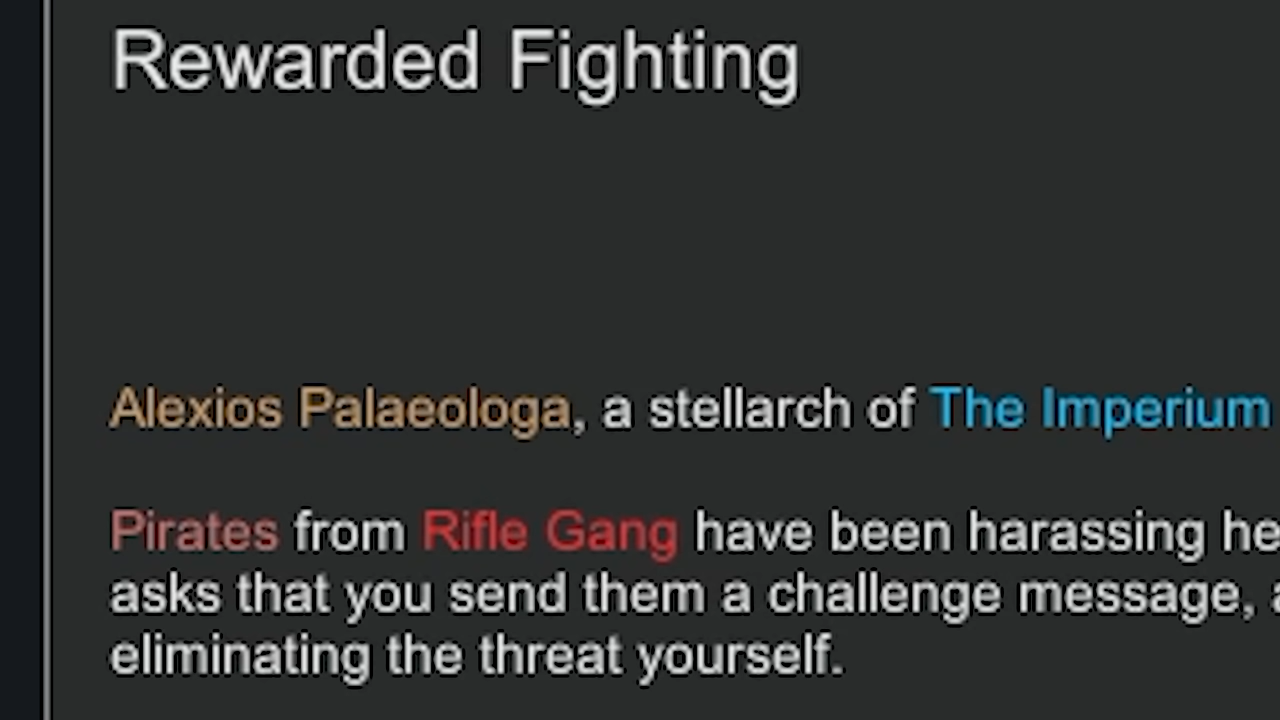 Rewarded Fighting
Alexios Palaeologa, a stellarch of The Imperium
Pirates from Rifle Gang have been harassing he
asks that you send them a challenge message,
eliminating the threat yourself.